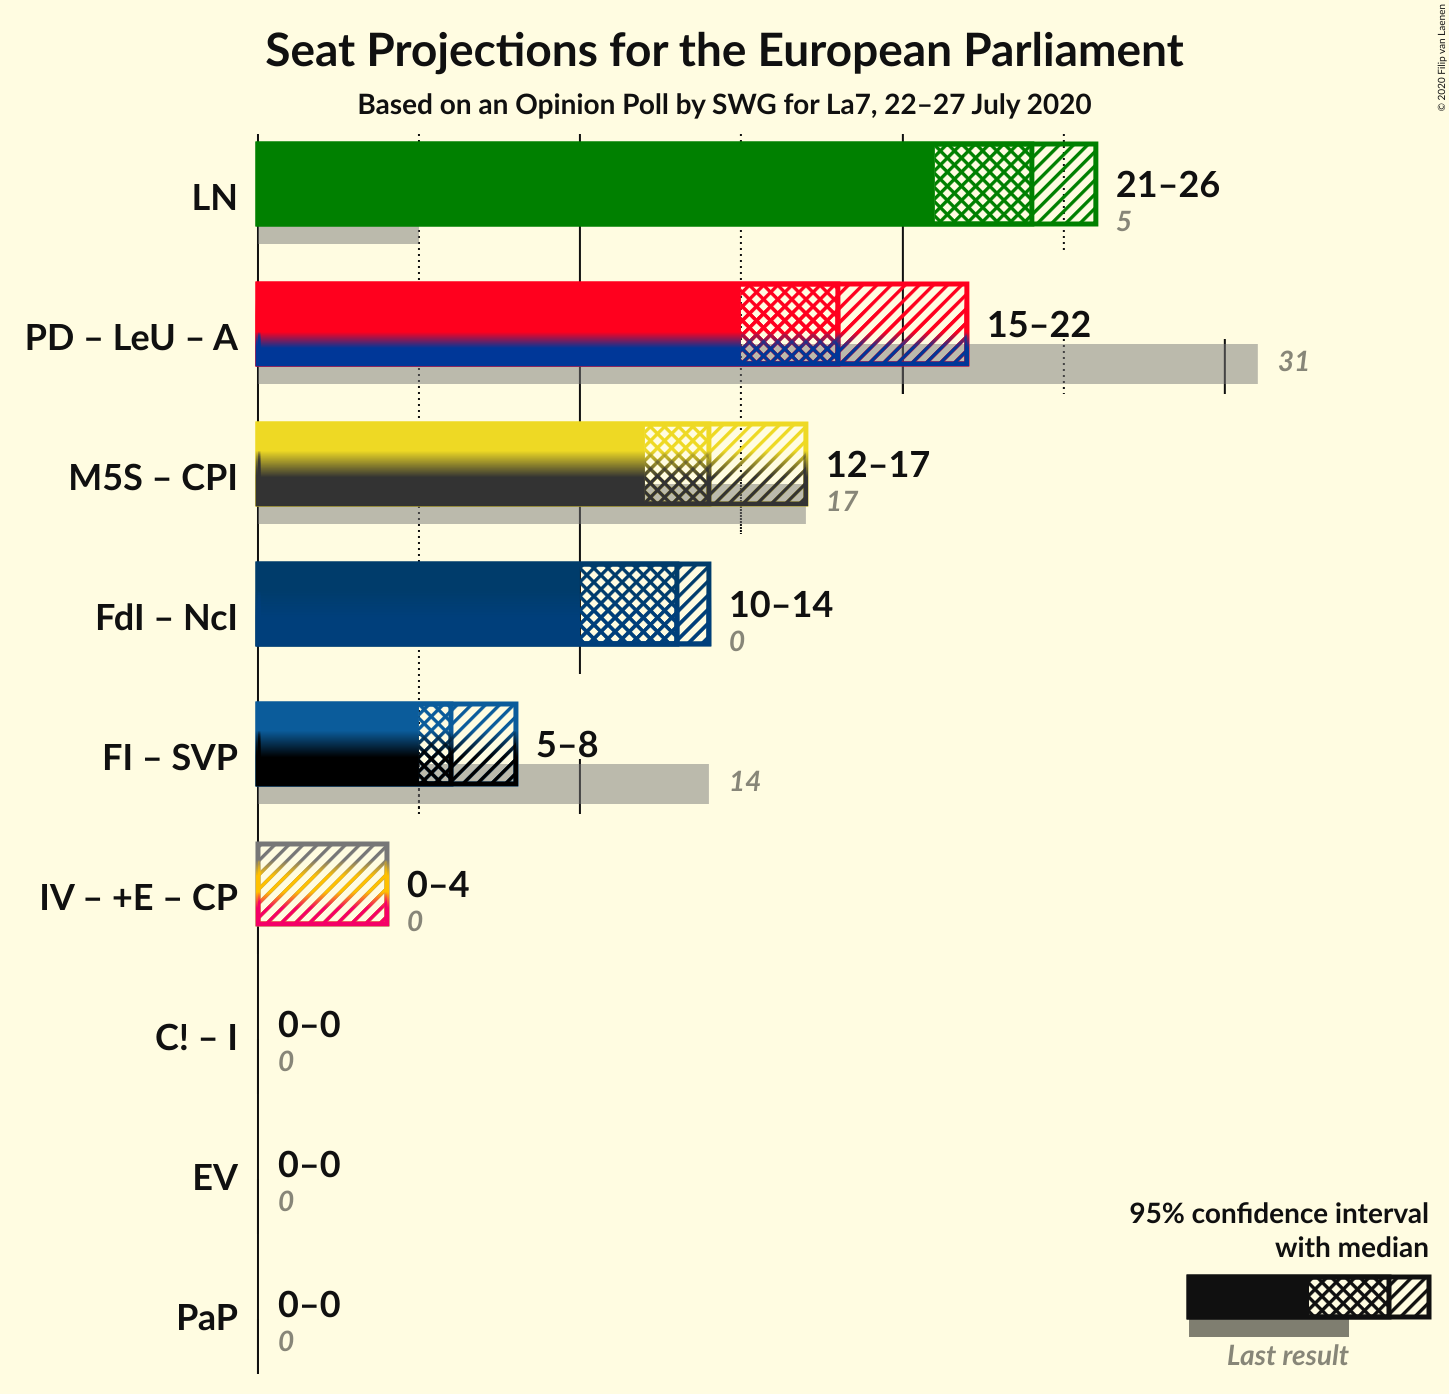 Seat Projections for the European Parliament
Based on an Opinion Poll by SWG for La7, 22–27 July 2020
© 2020 Filip van Laenen
LN
21–26
5
PD – LeU – A
15–22
31
M5S – CPI
12–17
17
FdI – NcI
10–14
0
FI – SVP
5–8
14
IV – +E – CP
0–4
0
C! – I
0–0
0
EV
0–0
0
PaP
0–0
0
95% confidence interval
with median
Last result